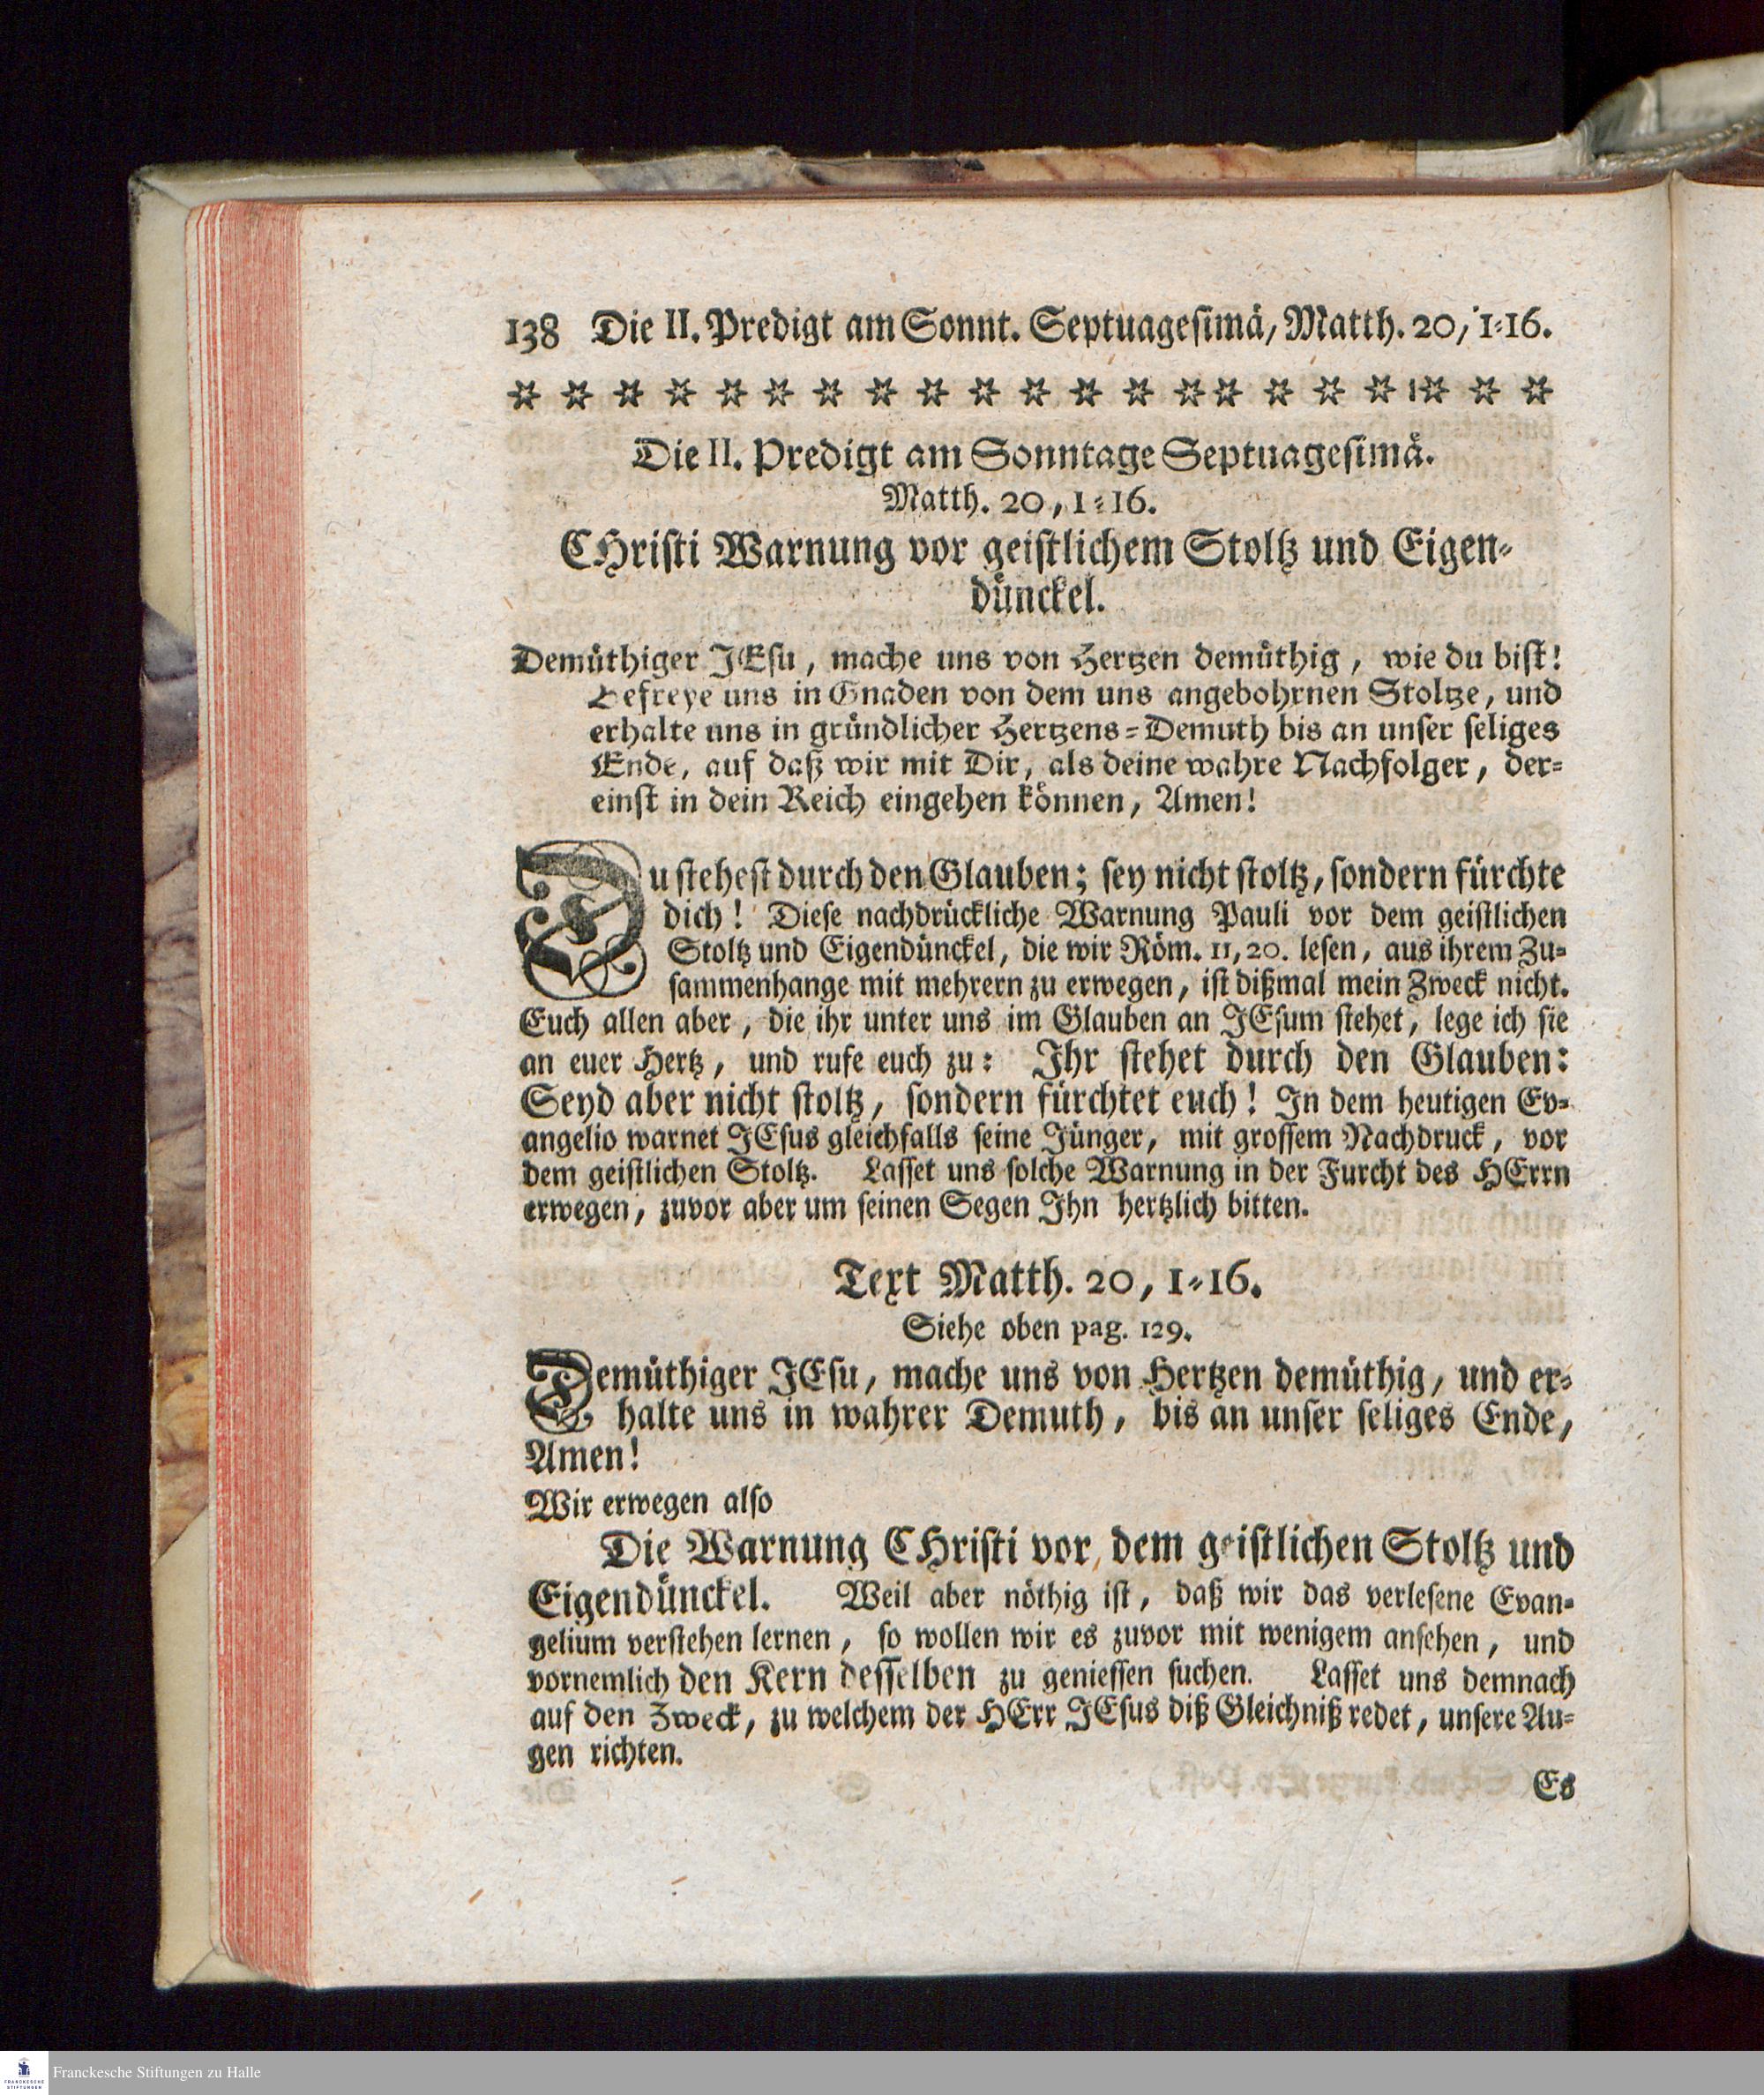 138 Die II. Predigt am Sonnt. Septuagesimä, Matth. 20, 1-16.
Die II. Predigt am Sonntage Septuagesimä.
Matth. 20, 1-16.
CHristi Warnung vor geistlichem Stoltz und Eigen-
dünckel.
Demüthiger JEsu, mache uns von Hertzen demüthig, wie du bist!
Befreye uns in Gnaden von dem uns angebohrnen Stoltze, und
erhalte uns in gründlicher Hertzens-Demuth bis an unser seliges
Ende, auf daß wir mit Dir, als deine wahre Nachfolger, der-
einst in dein Reich eingehen können, Amen!
Du stehest durch den Glauben; sey nicht stoltz, sondern fürchte
dich! Diese nachdrückliche Warnung Pauli vor dem geistlichen
Stoltz und Eigendünckel, die wir Röm. 11, 20. lesen, aus ihrem Zu-
sammenhange mit mehrern zu erwegen, ist dißmal mein Zweck nicht.
Euch allen aber, die ihr unter uns im Glauben an JEsum stehet, lege ich sie
an euer Hertz, und rufe euch zu: Ihr stehet durch den Glauben:
Seyd aber nicht stoltz, sondern fürchtet euch! In dem heutigen Ev-
angelio warnet JEsus gleichfalls seine Jünger, mit grossem Nachdruck, vor
dem geistlichen Stoltz. Lasset uns solche Warnung in der Furcht des HErrn
erwegen, zuvor aber um seinen Segen Ihn hertzlich bitten.
Text Matth. 20, 1-16.
Siehe oben pag. 129.
Demüthiger JEsu, mache uns von Hertzen demüthig, und er-
halte uns in wahrer Demuth, bis an unser seliges Ende,
Amen!
Wir erwegen also
Die Warnung CHristi vor dem geistlichen Stoltz und
Eigendünckel. Weil aber nöthig ist, daß wir das verlesene Evan-
gelium verstehen lernen, so wollen wir es zuvor mit wenigem ansehen, und
vornemlich den Kern desselben zu geniessen suchen. Lasset uns demnach
auf den Zweck, zu welchem der HErr JEsus diß Gleichniß redet, unsere Au-
gen richten.
Es
FRANCKESCHE
STIFTUNGEN
Franckesche Stiftungen zu Halle